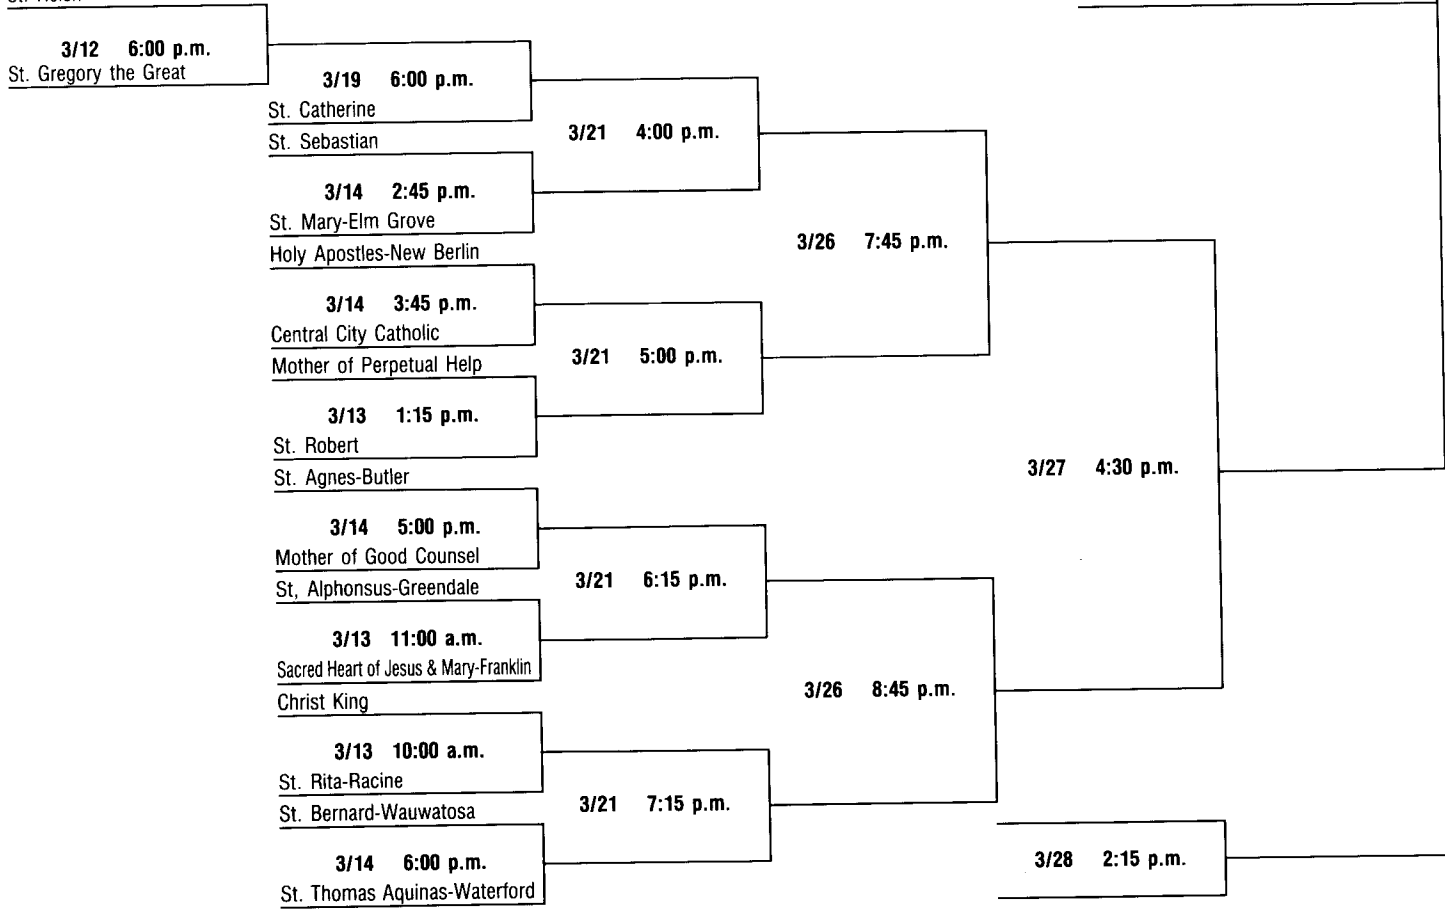 3/12 6:00 p.m.
St. Gregory the Great
3/19 6:00 p.m.
St. Catherine
St. Sebastian
3/21 4:00 p.m.
3/14 2:45 p.m.
St. Mary-Elm Grove
Holy Apostles-New Berlin
3/26 7:45 p.m.
3/14 3:45 p.m.
Central City Catholic
Mother of Perpetual Help
3/21 5:00 p.m.
3/13 1:15 p.m.
St. Robert
St. Agnes-Butler
3/27 4:30 p.m.
3/14 5:00 p.m.
Mother of Good Counsel
St, Alphonsus-Greendale
3/21 6:15 p.m.
3/13 11:00 a.m.
Sacred Heart of Jesus & Mary-Franklin
Christ King
3/26 8:45 p.m.
3/13 10:00 a.m.
St. Rita-Racine
St. Bernard-Wauwatosa
3/21 7:15 p.m.
3/14 6:00 p.m.
St. Thomas Aquinas-Waterford
3/28 2:15 p.m.